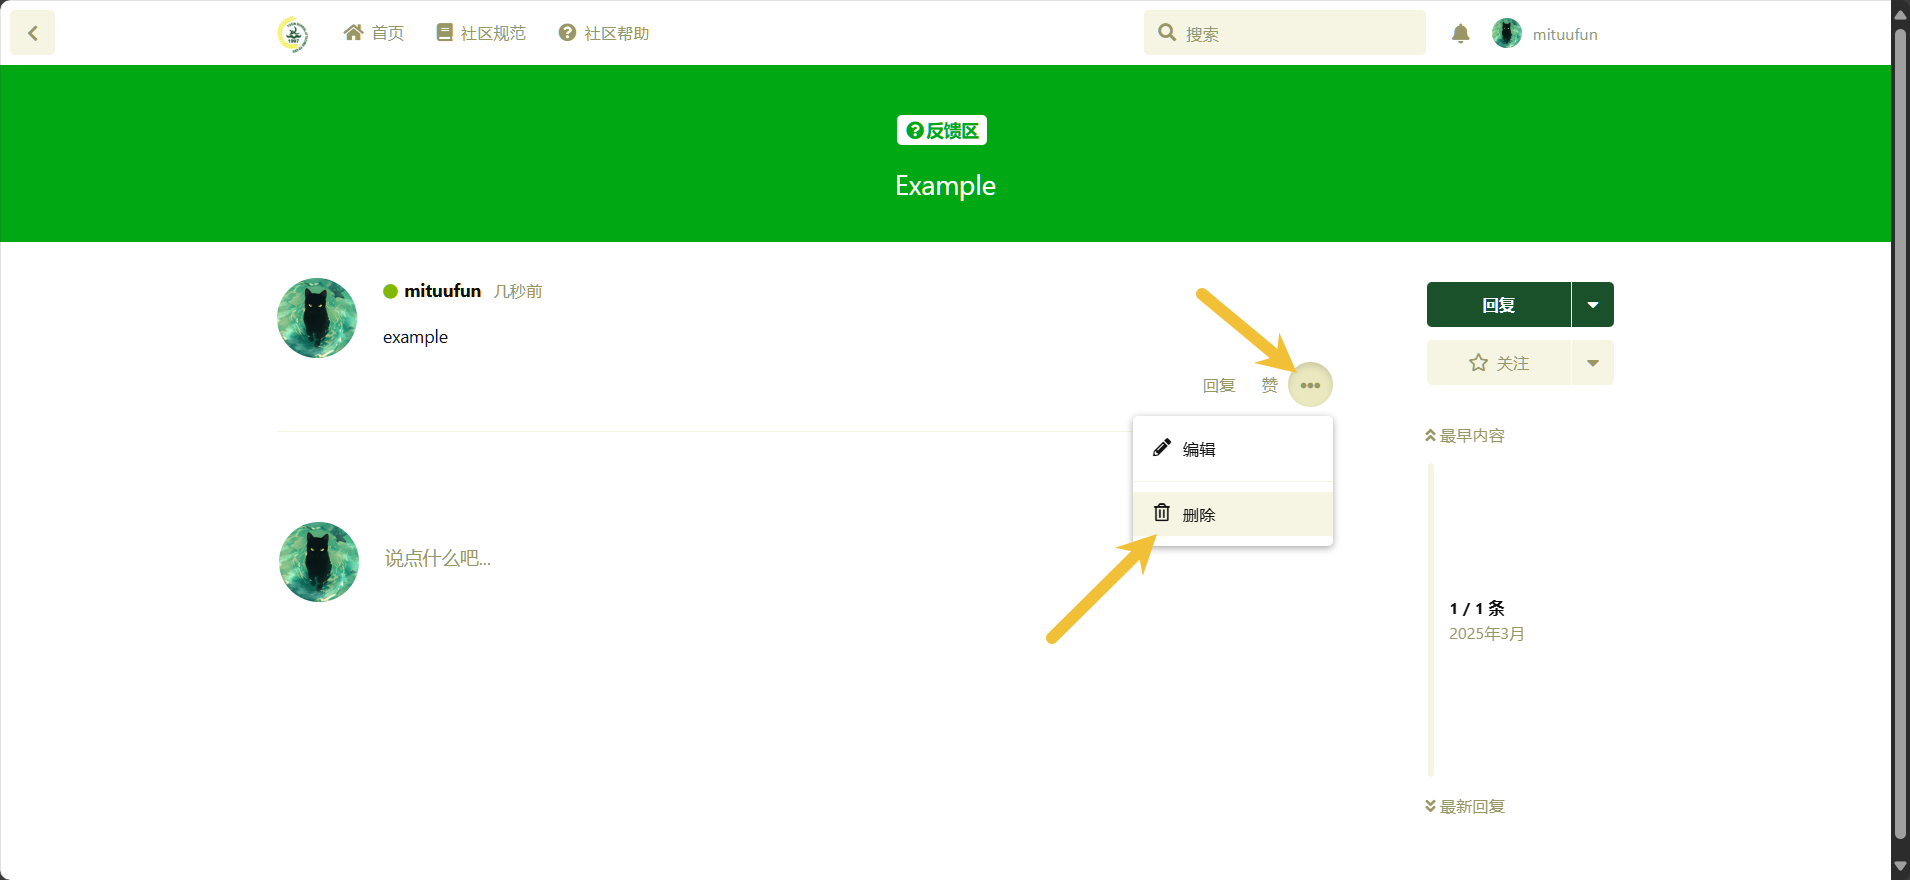 首页 社区规范 社区帮助 搜索 mituufun
反馈区
Example
mituufun 几秒前
example
回复 赞
编辑
删除
说点什么吧...
回复
关注
最早内容
1 / 1 条
2025年3月
最新回复